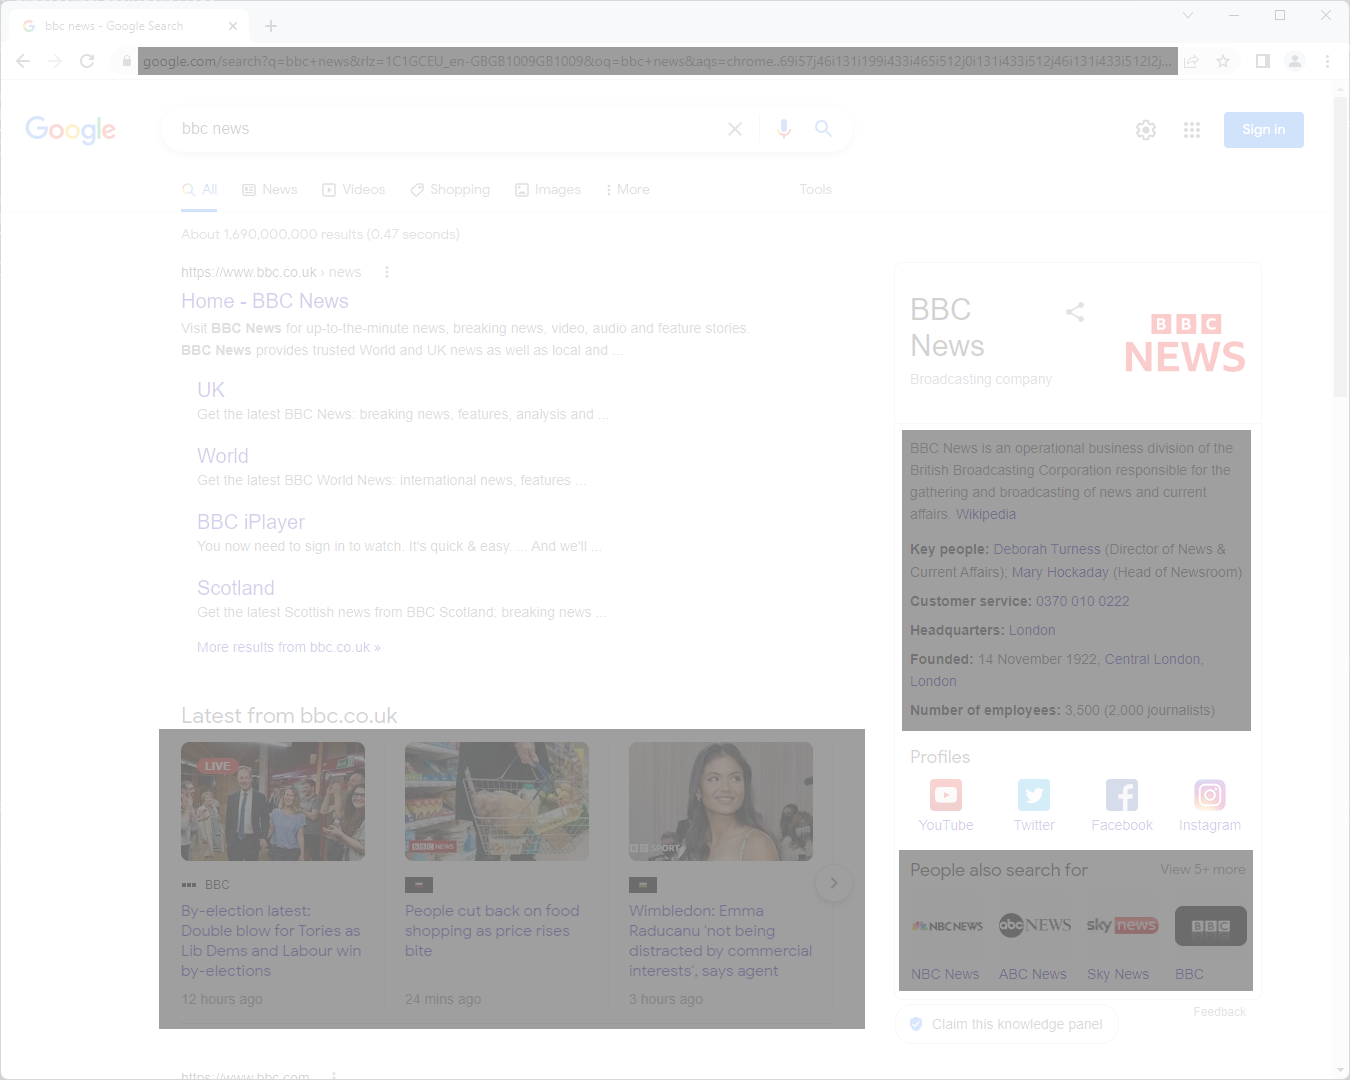 bbc news - Google Search
google.com/search?q=bbc+news&rlz=1C1GCEU_en-GBGB1009GB1009&oq=bbc+news&aqs=chrome..69i57j46i131i199i433i465i512j0i131i433i512j46i131i433i512l2j...
Google
bbc news
Sign in
All News Videos Shopping Images More Tools
About 1,690,000,000 results (0.47 seconds)
https://www.bbc.co.uk › news
Home - BBC News
Visit BBC News for up-to-the-minute news, breaking news, video, audio and feature stories.
BBC News provides trusted World and UK news as well as local and ...
UK
Get the latest BBC News: breaking news, features, analysis and ...
World
Get the latest BBC World News: international news, features ...
BBC iPlayer
You now need to sign in to watch. It's quick & easy. ... And we'll ...
Scotland
Get the latest Scottish news from BBC Scotland: breaking news ...
More results from bbc.co.uk »
Latest from bbc.co.uk
LIVE
BBC
By-election latest:
Double blow for Tories as
Lib Dems and Labour win
by-elections
12 hours ago
BBC NEWS
People cut back on food
shopping as price rises
bite
24 mins ago
BBC SPORT
Wimbledon: Emma
Raducanu 'not being
distracted by commercial
interests', says agent
3 hours ago
https://www.bbc.com
BBC
News
Broadcasting company
BBC
NEWS
BBC News is an operational business division of the
British Broadcasting Corporation responsible for the
gathering and broadcasting of news and current
affairs. Wikipedia
Key people: Deborah Turness (Director of News &
Current Affairs); Mary Hockaday (Head of Newsroom)
Customer service: 0370 010 0222
Headquarters: London
Founded: 14 November 1922, Central London,
London
Number of employees: 3,500 (2,000 journalists)
Profiles
YouTube Twitter Facebook Instagram
People also search for View 5+ more
NBC NEWS abc NEWS sky news BBC
NBC News ABC News Sky News BBC
Feedback
Claim this knowledge panel